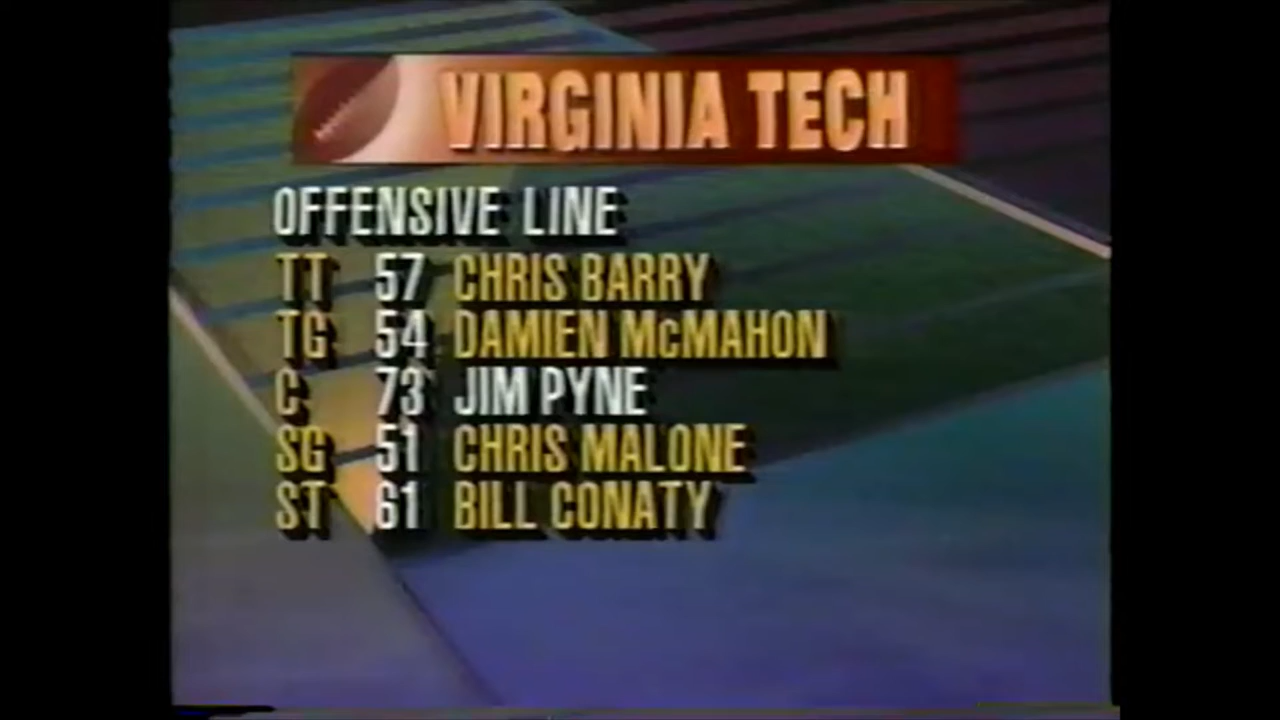 VIRGINIA TECH
OFFENSIVE LINE
TT 57 CHRIS BARRY
TG 54 DAMIEN McMAHON
C 73 JIM PYNE
SG 51 CHRIS MALONE
ST 61 BILL CONATY